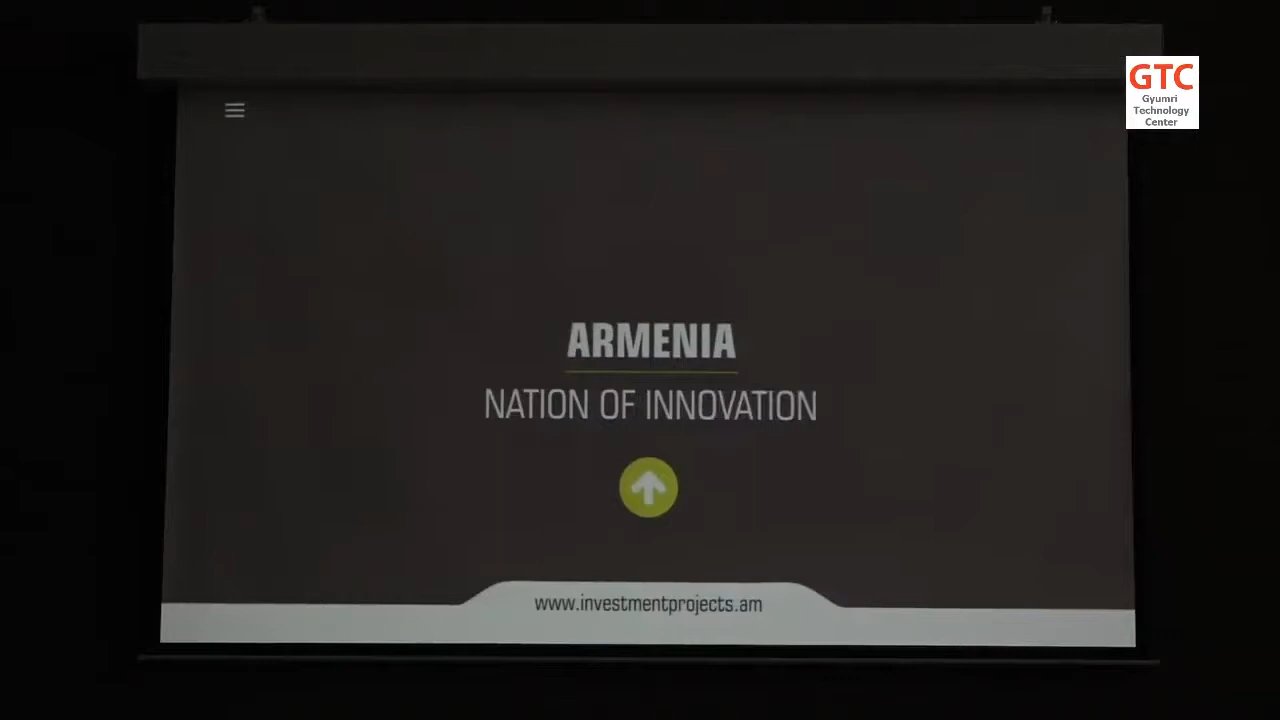 GTC
Gyumri
Technology
Center
ARMENIA
NATION OF INNOVATION
www.investmentprojects.am